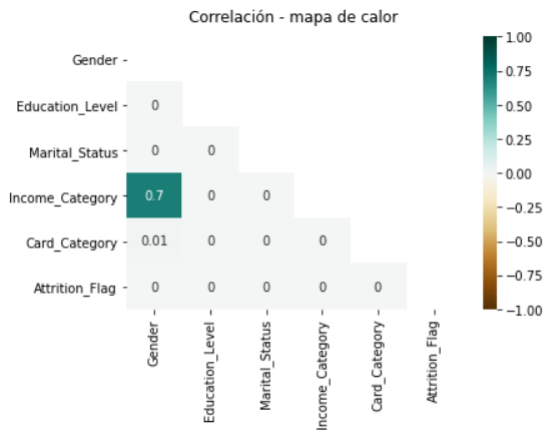 Correlación - mapa de calor
Gender
Education_Level 0
Marital_Status 0 0
Income_Category 0.7 0 0
Card_Category 0.01 0 0 0
Attrition_Flag 0 0 0 0 0
Gender
Education_Level
Marital_Status
Income_Category
Card_Category
Attrition_Flag
1.00
0.75
0.50
0.25
0.00
−0.25
−0.50
−0.75
−1.00